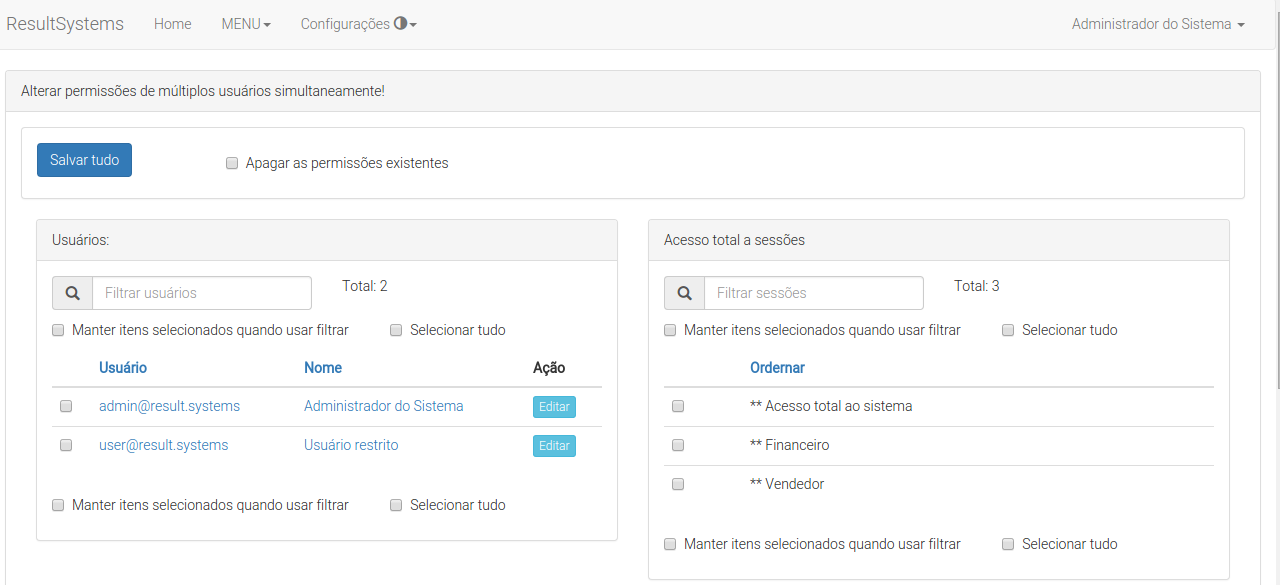 ResultSystems Home MENU Configurações Administrador do Sistema
Alterar permissões de múltiplos usuários simultaneamente!
Salvar tudo Apagar as permissões existentes
Usuários:
Filtrar usuários Total: 2
Manter itens selecionados quando usar filtrar Selecionar tudo
Usuário Nome Ação
admin@result.systems Administrador do Sistema Editar
user@result.systems Usuário restrito Editar
Manter itens selecionados quando usar filtrar Selecionar tudo
Acesso total a sessões
Filtrar sessões Total: 3
Manter itens selecionados quando usar filtrar Selecionar tudo
Ordernar
** Acesso total ao sistema
** Financeiro
** Vendedor
Manter itens selecionados quando usar filtrar Selecionar tudo